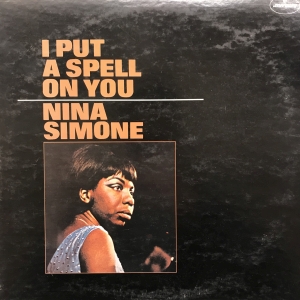 I PUT
A SPELL
ON YOU
NINA
SIMONE